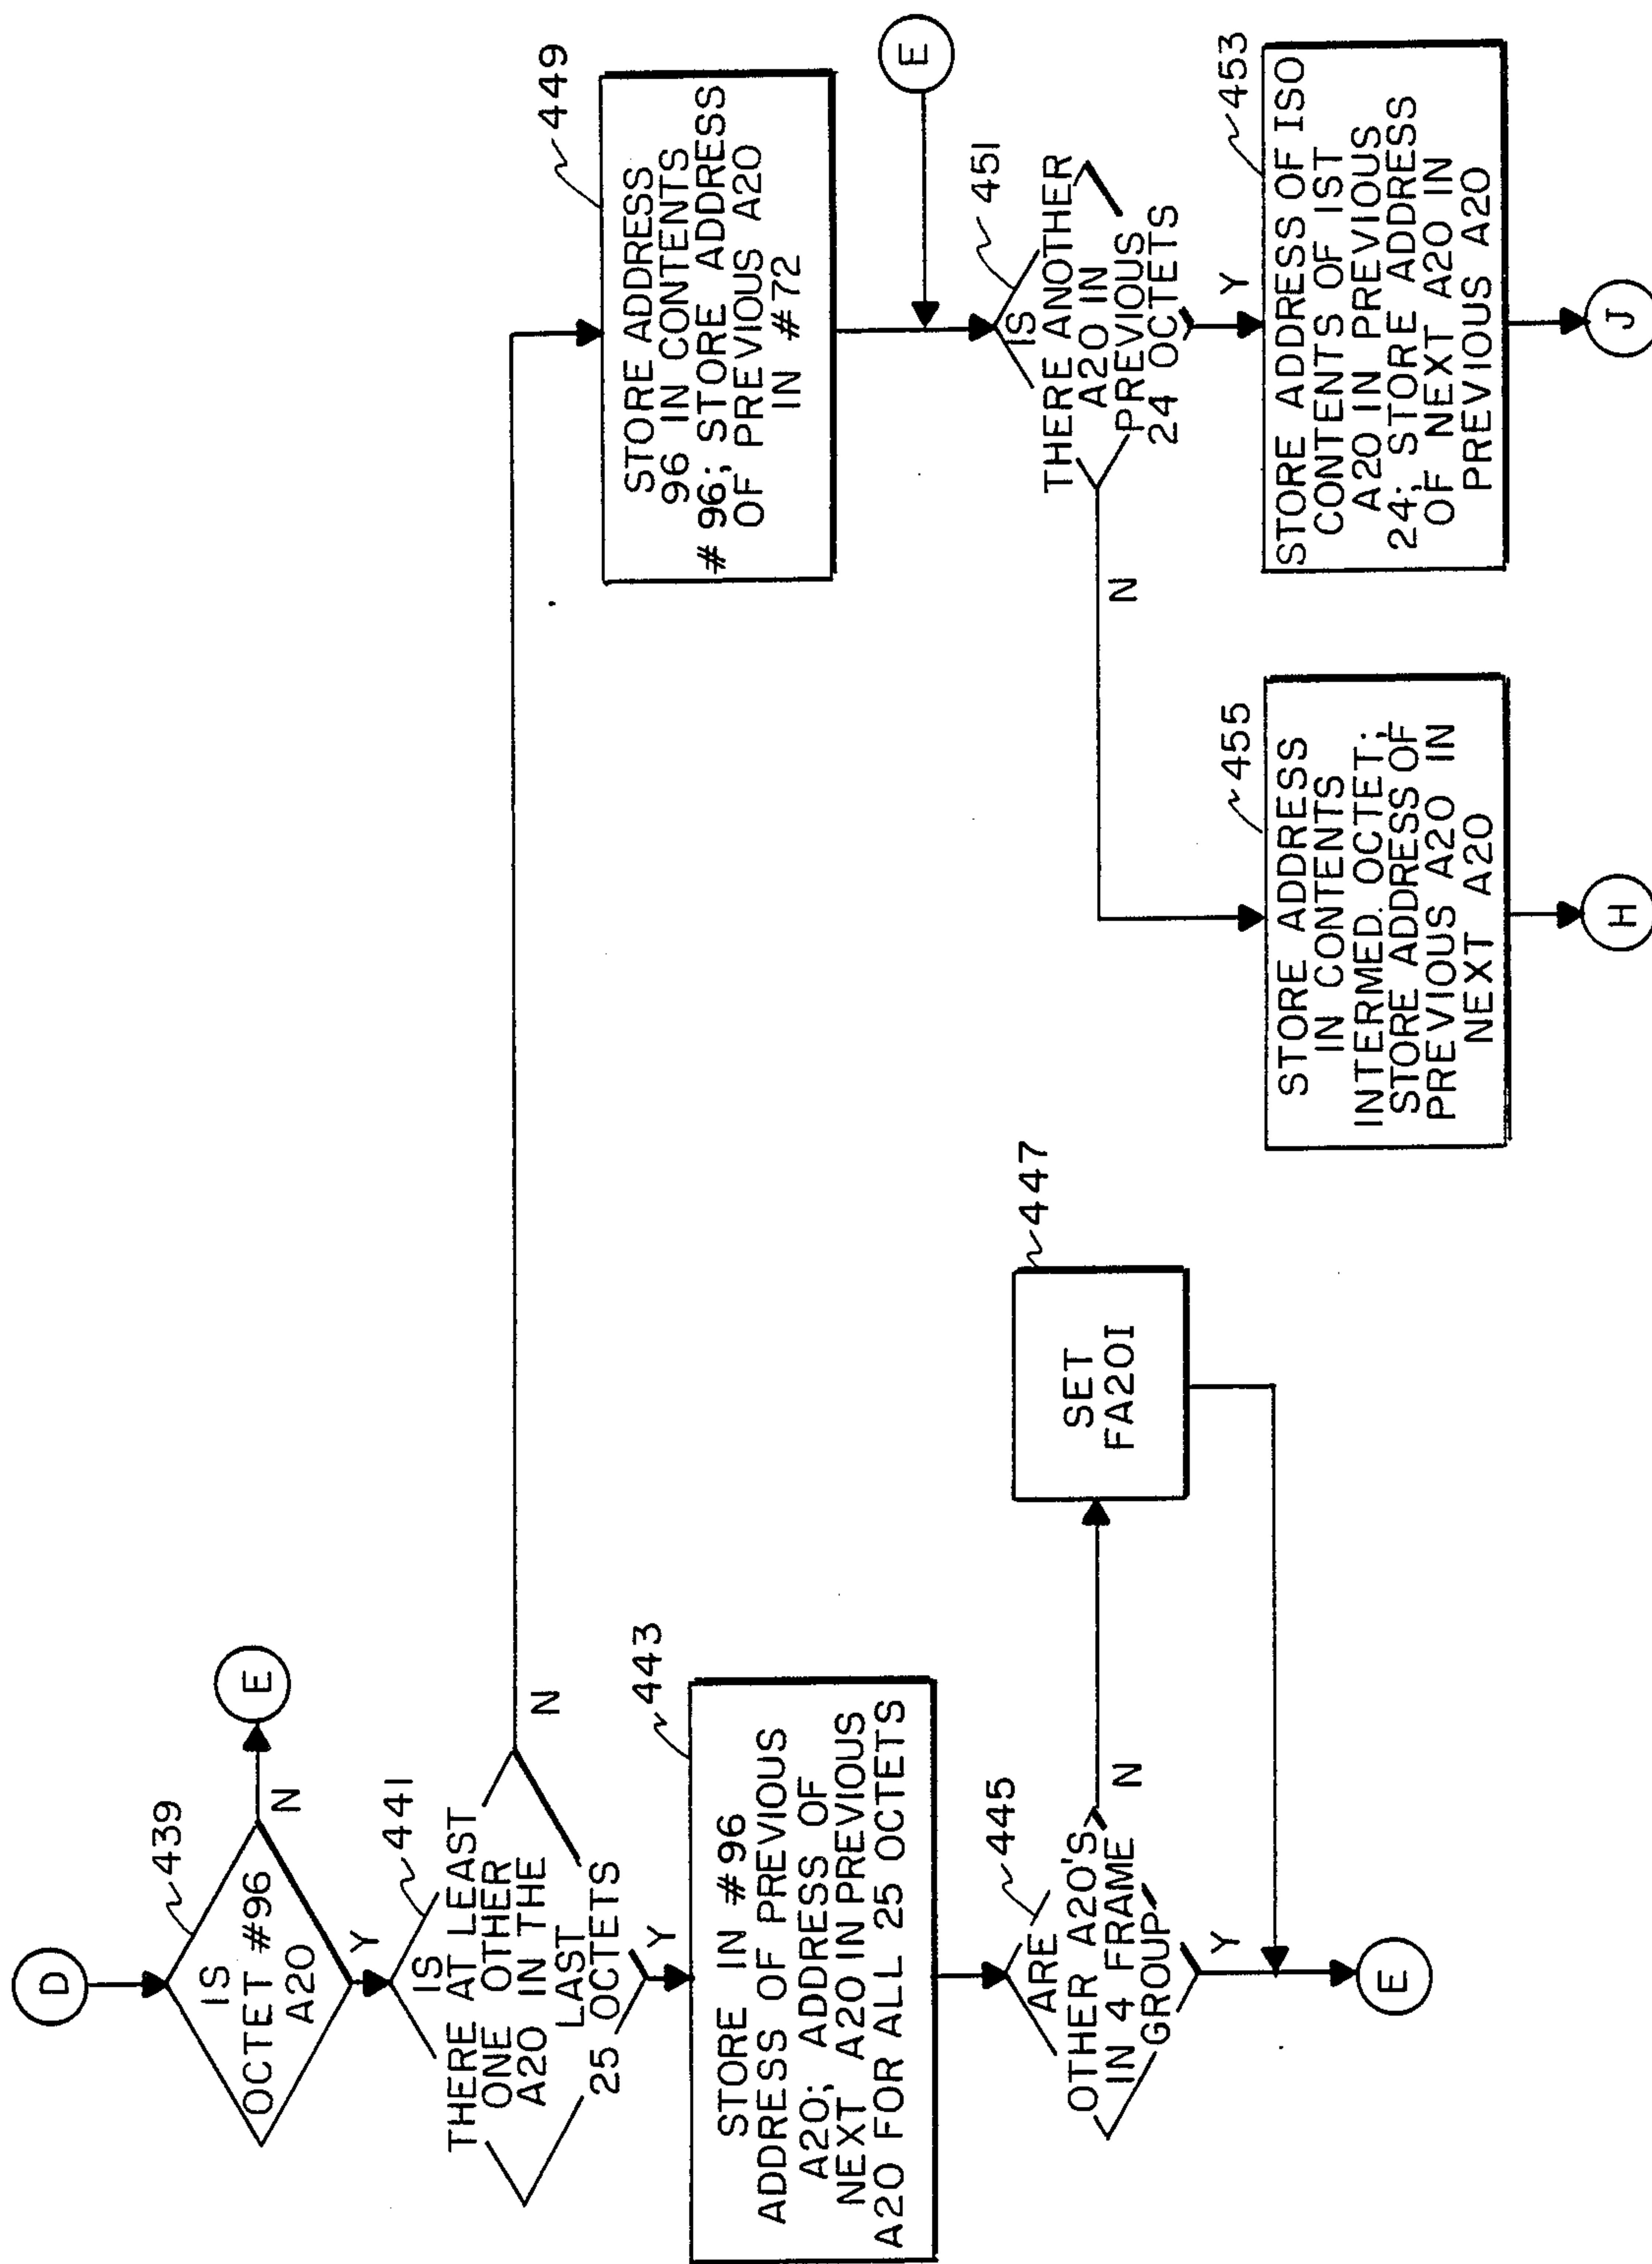 D
439
IS
OCTET #96
A20
N
E
Y
441
IS
THERE AT LEAST
ONE OTHER
A20 IN THE
LAST
25 OCTETS
N
Y
443
STORE IN #96
ADDRESS OF PREVIOUS
A20; ADDRESS OF
NEXT A20 IN PREVIOUS
A20 FOR ALL 25 OCTETS
445
ARE
OTHER A20'S
IN 4 FRAME
GROUP
N
Y
447
SET
FA20I
E
449
STORE ADDRESS
96 IN CONTENTS
# 96; STORE ADDRESS
OF PREVIOUS A20
IN #72
E
451
IS
THERE ANOTHER
A20 IN
PREVIOUS
24 OCTETS
N
Y
455
STORE ADDRESS
IN CONTENTS
INTERMED. OCTET;
STORE ADDRESS OF
PREVIOUS A20 IN
NEXT A20
H
453
STORE ADDRESS OF ISO
CONTENTS OF IST
A20 IN PREVIOUS
24; STORE ADDRESS
OF NEXT A20 IN
PREVIOUS A20
J